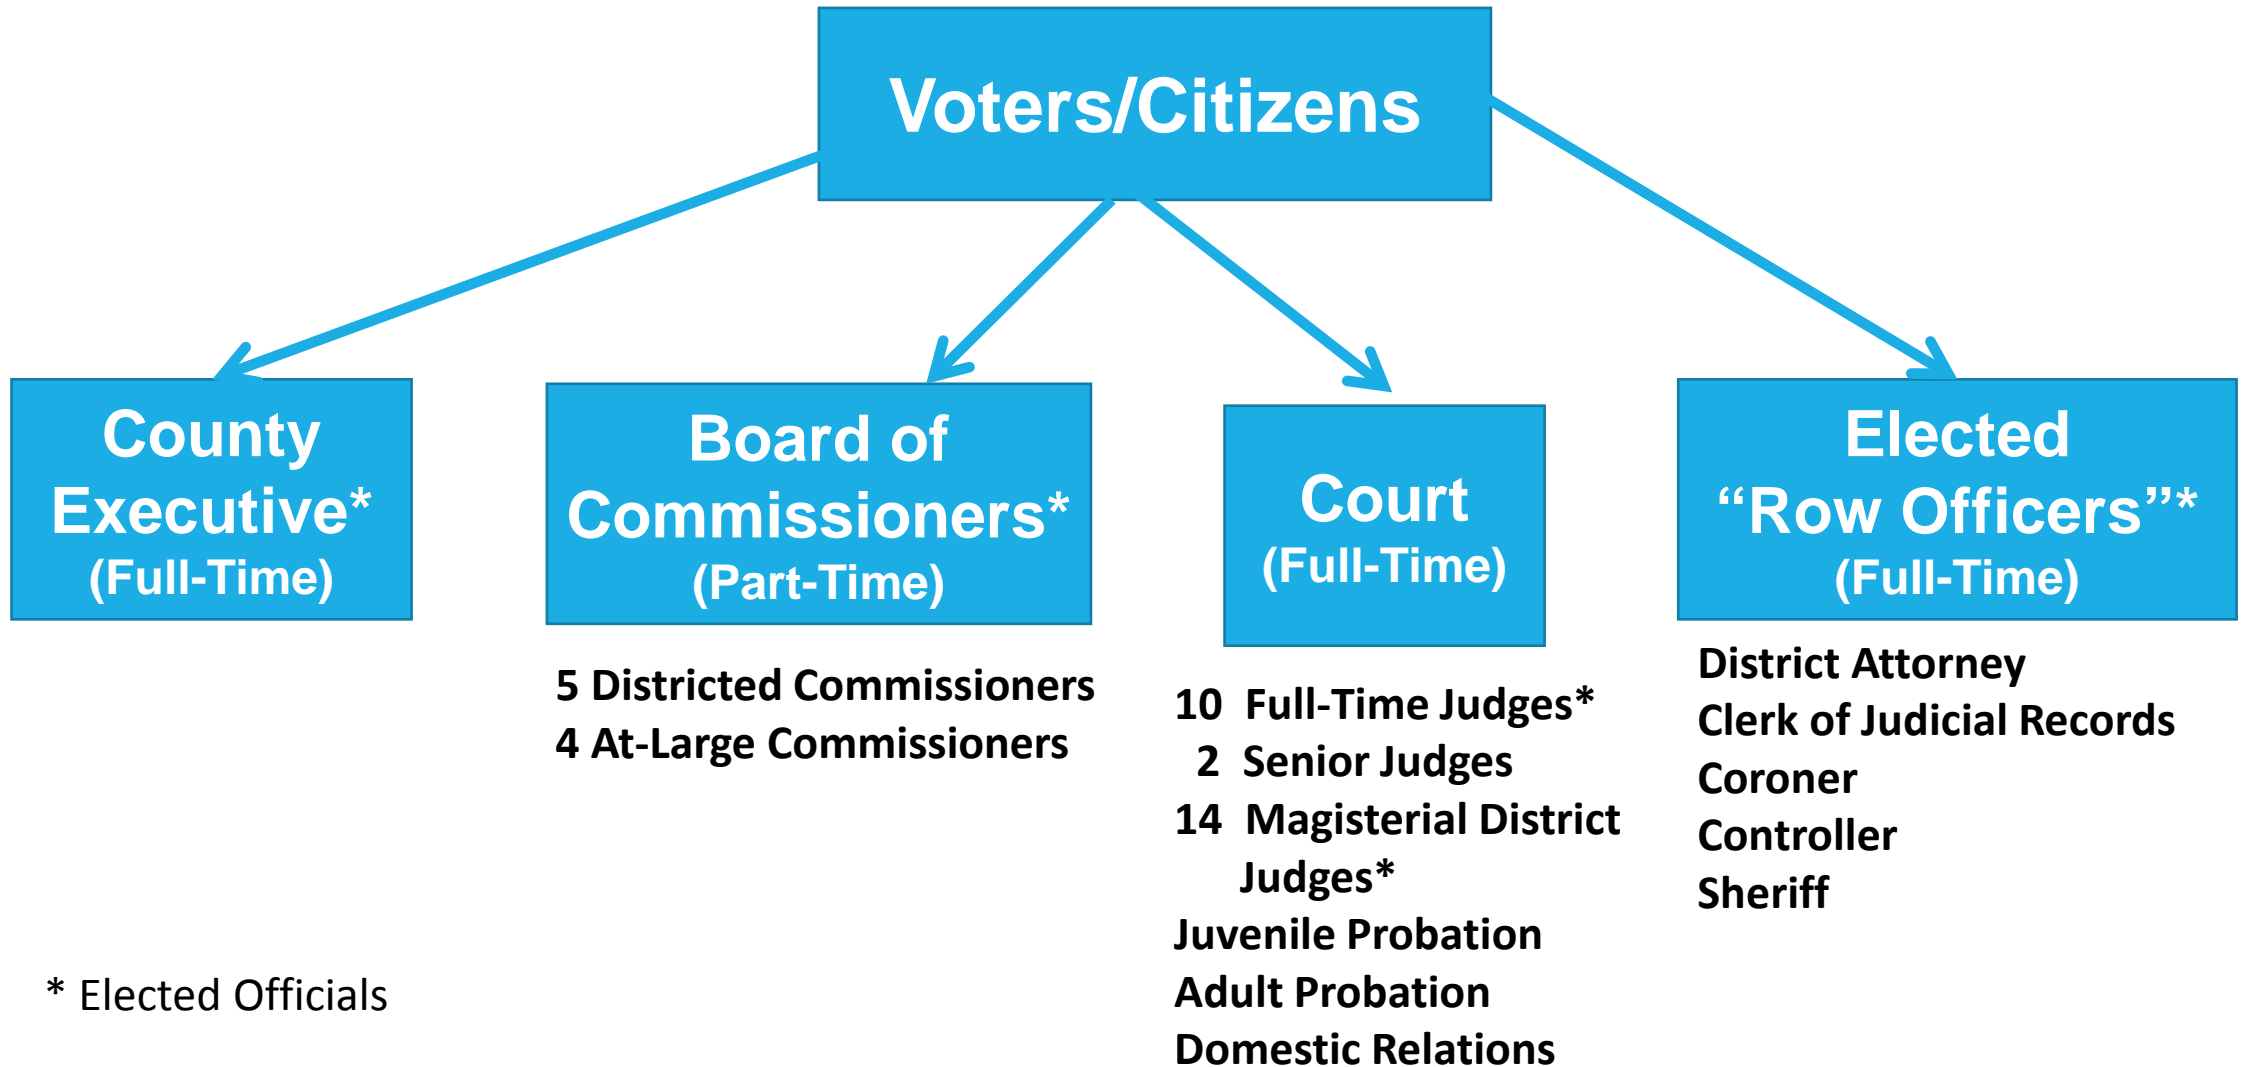 Voters/Citizens
County
Executive*
(Full-Time)
Board of
Commissioners*
(Part-Time)
5 Districted Commissioners
4 At-Large Commissioners
Court
(Full-Time)
10 Full-Time Judges*
2 Senior Judges
14 Magisterial District
Judges*
Juvenile Probation
Adult Probation
Domestic Relations
Elected
“Row Officers”*
(Full-Time)
District Attorney
Clerk of Judicial Records
Coroner
Controller
Sheriff
* Elected Officials